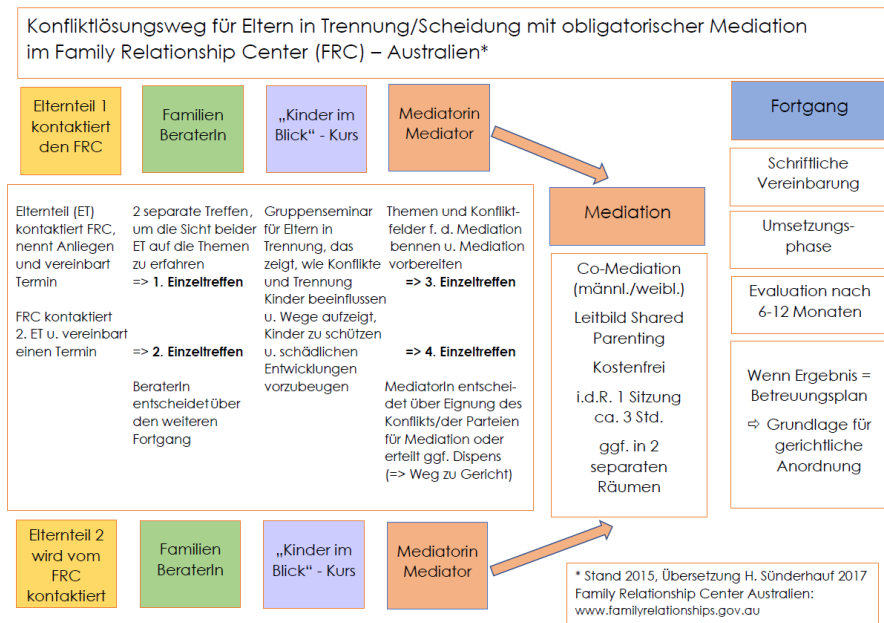 Konfliktlösungsweg für Eltern in Trennung/Scheidung mit obligatorischer Mediation
im Family Relationship Center (FRC) – Australien*
Elternteil 1
kontaktiert
den FRC
Familien
BeraterIn
„Kinder im
Blick" - Kurs
Mediatorin
Mediator
Fortgang
Elternteil (ET)
kontaktiert FRC,
nennt Anliegen
und vereinbart
Termin
FRC kontaktiert
2. ET u. vereinbart
einen Termin
2 separate Treffen,
um die Sicht beider
ET auf die Themen
zu erfahren
=> 1. Einzeltreffen
=> 2. Einzeltreffen
BeraterIn
entscheidet über
den weiteren
Fortgang
Gruppenseminar
für Eltern in
Trennung, das
zeigt, wie Konflikte
und Trennung
Kinder beeinflussen
u. Wege aufzeigt,
Kinder zu schützen
u. schädlichen
Entwicklungen
vorzubeugen
Themen und Konflikt-
felder f. d. Mediation
bennen u. Mediation
vorbereiten
=> 3. Einzeltreffen
=> 4. Einzeltreffen
MediatorIn entschei-
det über Eignung des
Konflikts/der Parteien
für Mediation oder
erteilt ggf. Dispens
(=> Weg zu Gericht)
Mediation
Co-Mediation
(männl./weibl.)
Leitbild Shared
Parenting
Kostenfrei
i.d.R. 1 Sitzung
ca. 3 Std.
ggf. in 2
separaten
Räumen
Schriftliche
Vereinbarung
Umsetzungs-
phase
Evaluation nach
6-12 Monaten
Wenn Ergebnis =
Betreuungsplan
⇨ Grundlage für
gerichtliche
Anordnung
Elternteil 2
wird vom
FRC
kontaktiert
Familien
BeraterIn
„Kinder im
Blick" - Kurs
Mediatorin
Mediator
* Stand 2015, Übersetzung H. Sünderhauf 2017
Family Relationship Center Australien:
www.familyrelationships.gov.au